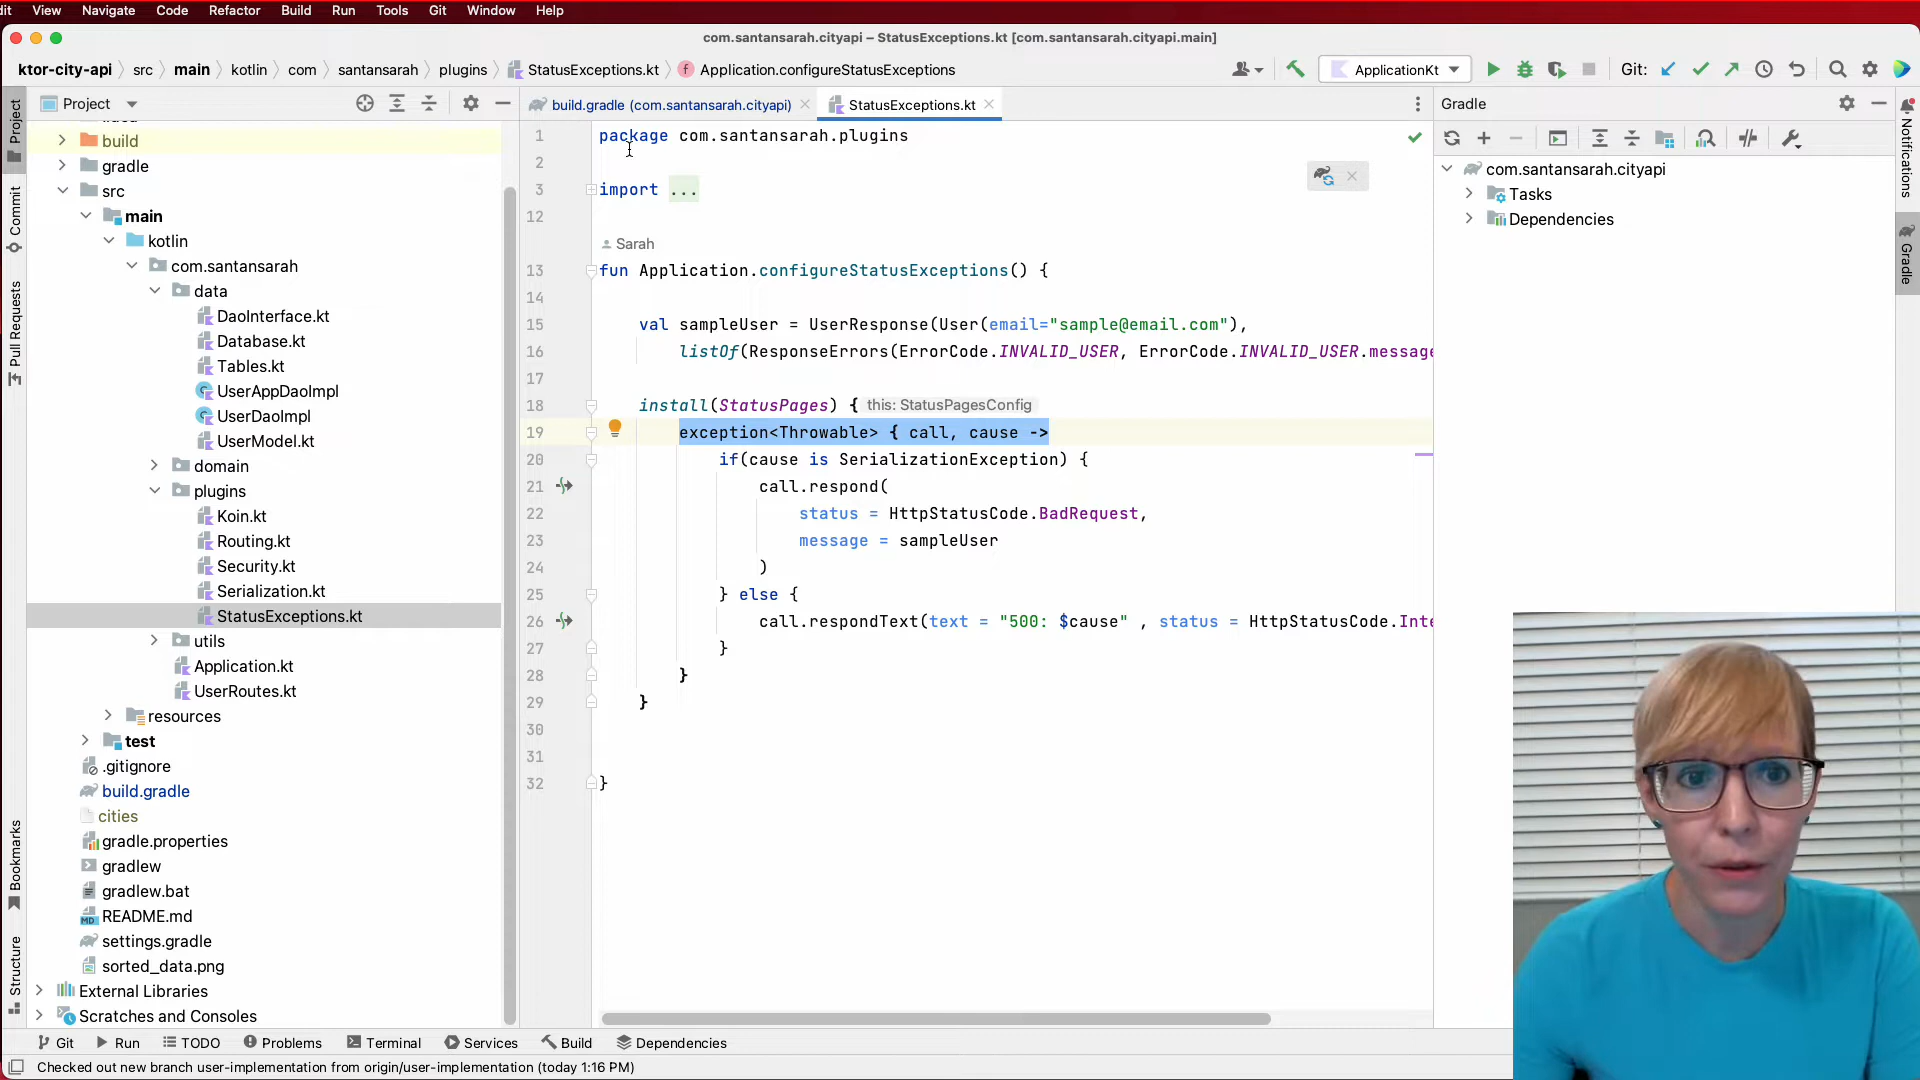 dit View Navigate Code Refactor Build Run Tools Git Window Help
com.santansarah.cityapi – StatusExceptions.kt [com.santansarah.cityapi.main]
ktor-city-api src main kotlin com santansarah plugins StatusExceptions.kt Application.configureStatusExceptions ApplicationKt Git:
Project
build.gradle (com.santansarah.cityapi) StatusExceptions.kt
Gradle
Project
Commit
Pull Requests
Bookmarks
Structure
build
gradle
src
main
kotlin
com.santansarah
data
DaoInterface.kt
Database.kt
Tables.kt
UserAppDaoImpl
UserDaoImpl
UserModel.kt
domain
plugins
Koin.kt
Routing.kt
Security.kt
Serialization.kt
StatusExceptions.kt
utils
Application.kt
UserRoutes.kt
resources
test
.gitignore
build.gradle
cities
gradle.properties
gradlew
gradlew.bat
README.md
settings.gradle
sorted_data.png
External Libraries
Scratches and Consoles
1 package com.santansarah.plugins
2
3 import ...
12
Sarah
13 fun Application.configureStatusExceptions() {
14
15 val sampleUser = UserResponse(User(email="sample@email.com"),
16 listOf(ResponseErrors(ErrorCode.INVALID_USER, ErrorCode.INVALID_USER.message
17
18 install(StatusPages) { this: StatusPagesConfig
19 exception<Throwable> { call, cause ->
20 if(cause is SerializationException) {
21 call.respond(
22 status = HttpStatusCode.BadRequest,
23 message = sampleUser
24 )
25 } else {
26 call.respondText(text = "500: $cause" , status = HttpStatusCode.Inte
27 }
28 }
29 }
30
31
32 }
com.santansarah.cityapi
Tasks
Dependencies
Notifications
Gradle
Git Run TODO Problems Terminal Services Build Dependencies
Checked out new branch user-implementation from origin/user-implementation (today 1:16 PM)